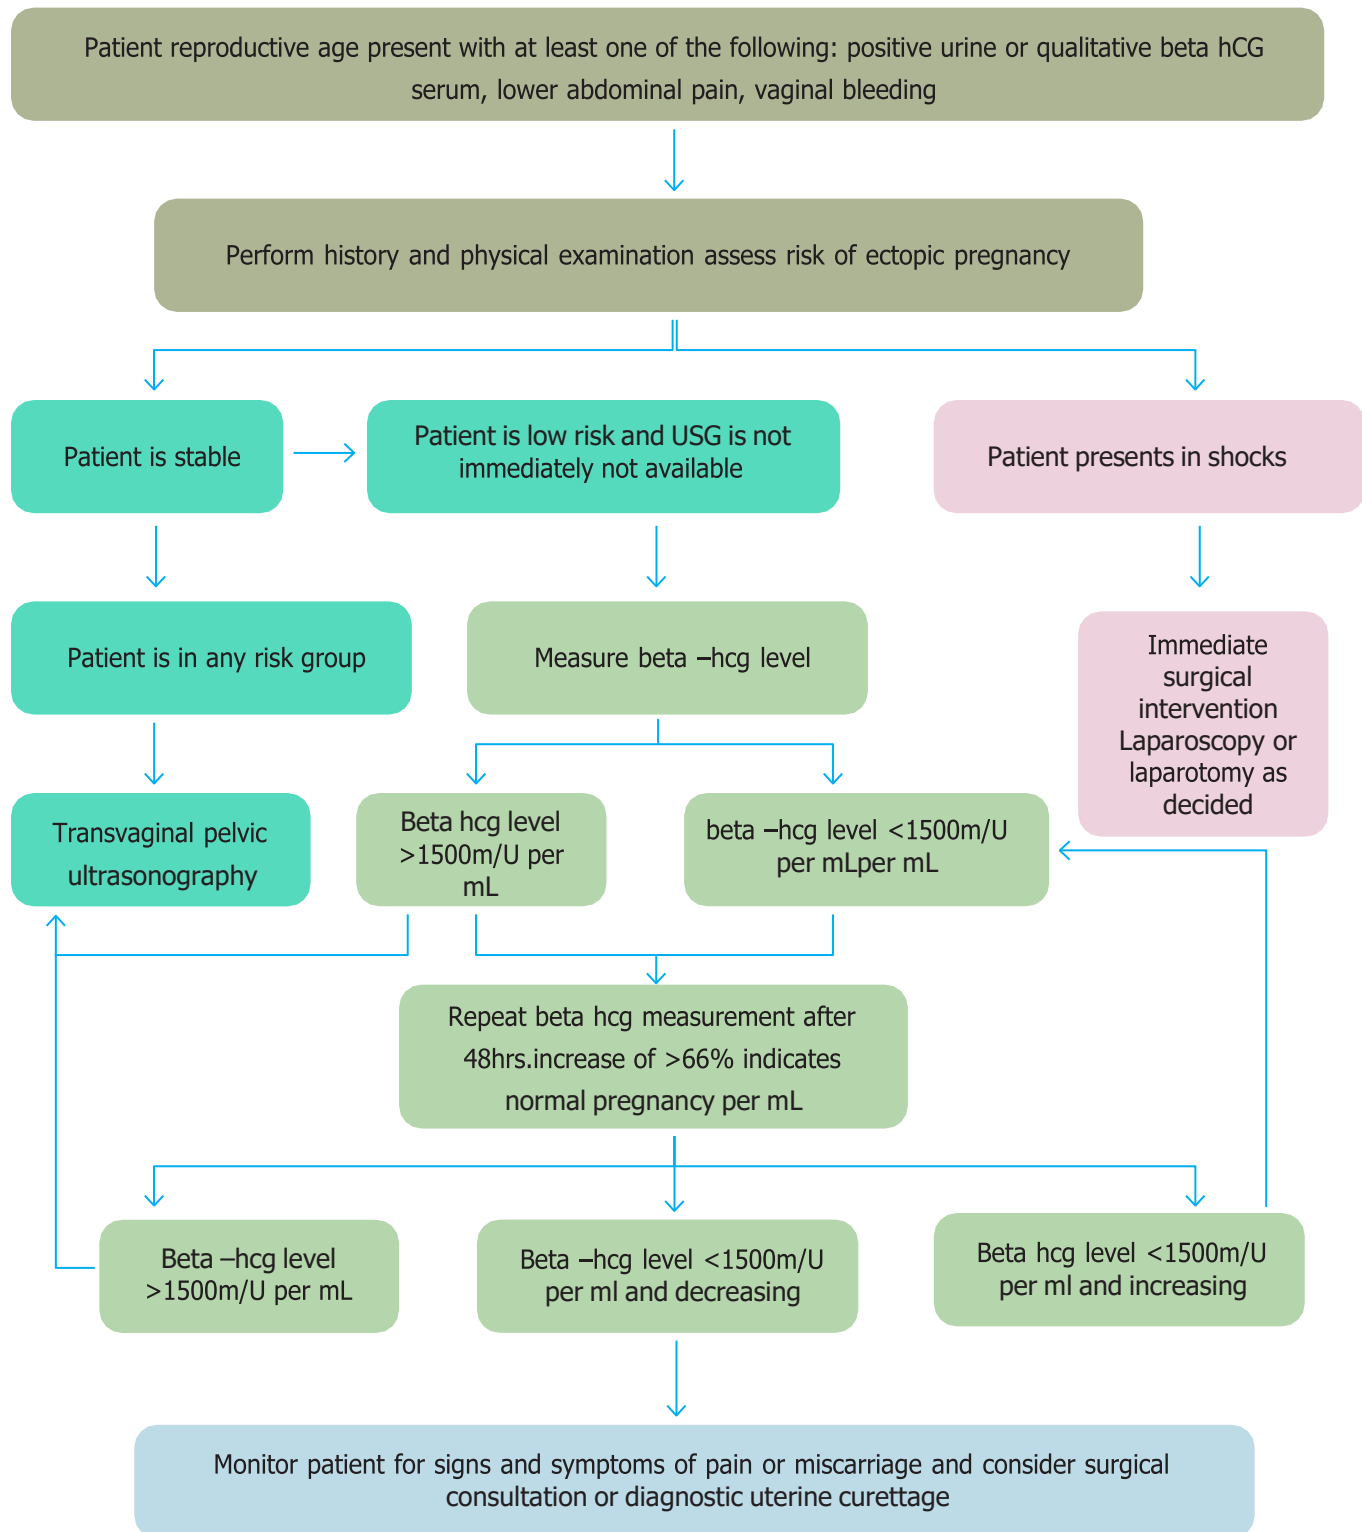 Patient reproductive age present with at least one of the following: positive urine or qualitative beta hCG
serum, lower abdominal pain, vaginal bleeding
Perform history and physical examination assess risk of ectopic pregnancy
Patient is stable
Patient is low risk and USG is not
immediately not available
Patient presents in shocks
Patient is in any risk group
Measure beta –hcg level
Immediate
surgical
intervention
Laparoscopy or
laparotomy as
decided
Transvaginal pelvic
ultrasonography
Beta hcg level
>1500m/U per
mL
beta –hcg level <1500m/U
per mLper mL
Repeat beta hcg measurement after
48hrs.increase of >66% indicates
normal pregnancy per mL
Beta –hcg level
>1500m/U per mL
Beta –hcg level <1500m/U
per ml and decreasing
Beta hcg level <1500m/U
per ml and increasing
Monitor patient for signs and symptoms of pain or miscarriage and consider surgical
consultation or diagnostic uterine curettage